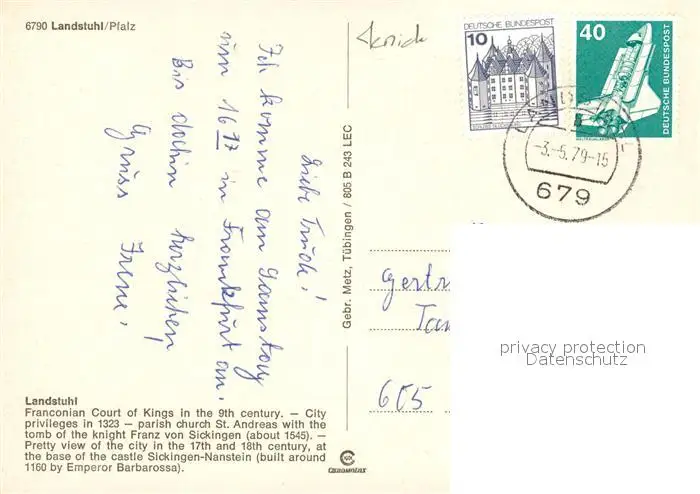 6790 Landstuhl/Pfalz
DEUTSCHE BUNDESPOST
10
40
DEUTSCHE BUNDESPOST
-3.-5.79-15
679
Liebe Trude!
Ich komme am Samstag
um 16 17 in Frankfurt an.
Bis dahin herzlichen
Gruss Irene.
Gebr. Metz, Tübingen / 805 B 243 LEC
Gertr
605
privacy protection
Datenschutz
Landstuhl
Franconian Court of Kings in the 9th century. — City
privileges in 1323 — parish church St. Andreas with the
tomb of the knight Franz von Sickingen (about 1545). —
Pretty view of the city in the 17th and 18th century, at
the base of the castle Sickingen-Nanstein (built around
1160 by Emperor Barbarossa).